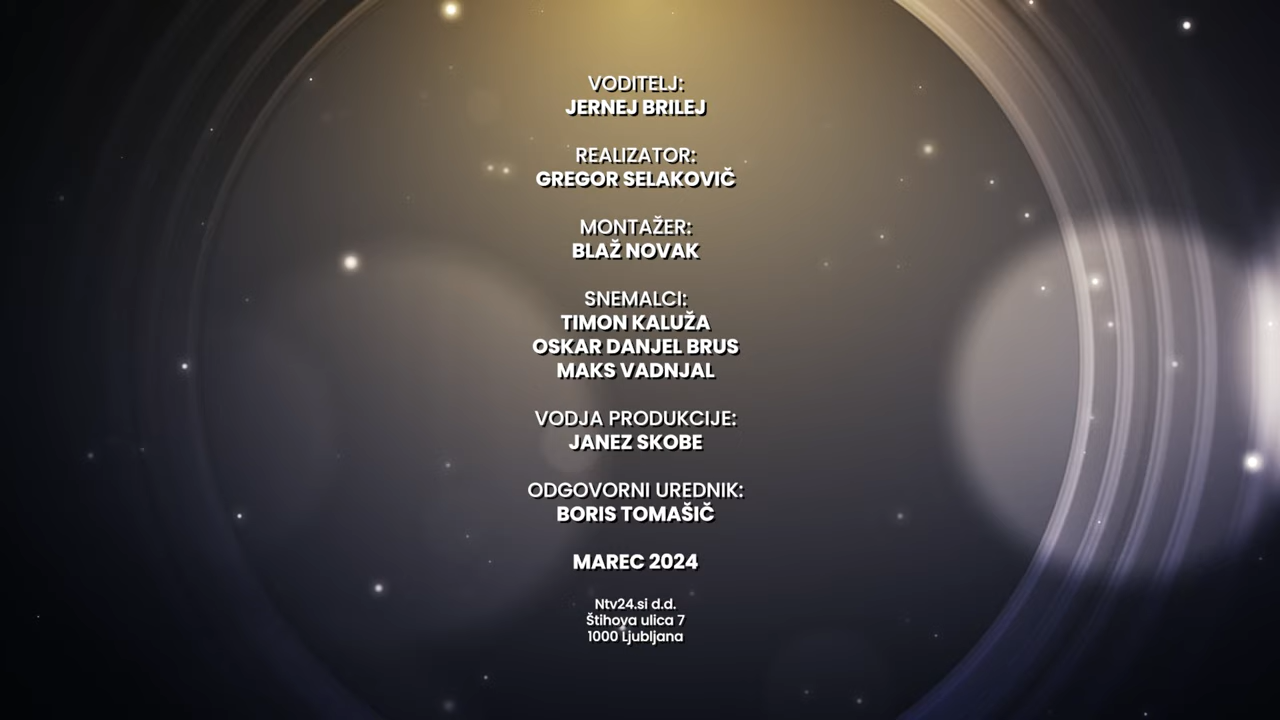 VODITELJ:
JERNEJ BRILEJ
REALIZATOR:
GREGOR SELAKOVIČ
MONTAŽER:
BLAŽ NOVAK
SNEMALCI:
TIMON KALUŽA
OSKAR DANJEL BRUS
MAKS VADNJAL
VODJA PRODUKCIJE:
JANEZ SKOBE
ODGOVORNI UREDNIK:
BORIS TOMAŠIČ
MAREC 2024
Ntv24.si d.d.
Štihova ulica 7
1000 Ljubljana